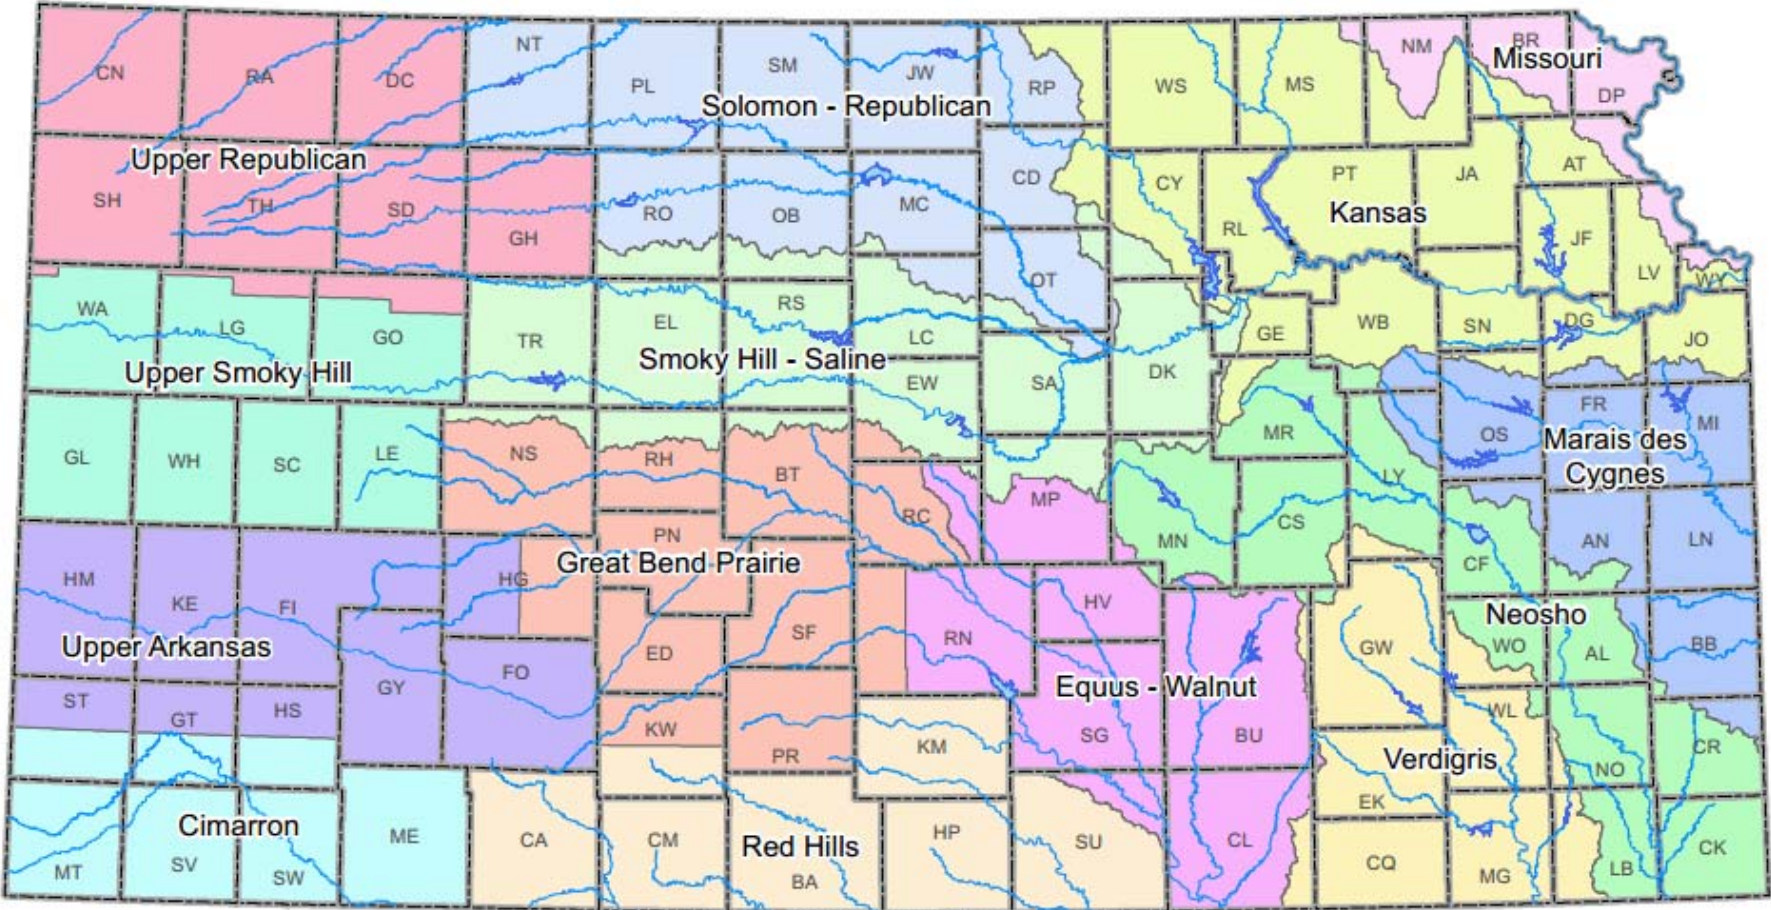 CN
RA
DC
NT
PL
SM
JW
RP
WS
MS
NM
BR
Missouri
DP
Solomon - Republican
Upper Republican
SH
TH
SD
GH
RO
OB
MC
CD
CY
RL
PT
JA
AT
Kansas
JF
LV
WY
WA
LG
GO
TR
EL
RS
LC
OT
GE
WB
SN
DG
JO
Upper Smoky Hill
Smoky Hill - Saline
EW
SA
DK
GL
WH
SC
LE
NS
RH
BT
RC
MP
MR
LY
OS
FR
MI
Marais des
Cygnes
MN
CS
CF
AN
LN
HM
KE
FI
HG
PN
Great Bend Prairie
Upper Arkansas
GY
FO
ED
SF
RN
HV
Neosho
GW
WO
AL
BB
ST
GT
HS
KW
PR
KM
Equus - Walnut
SG
BU
WL
Verdigris
NO
CR
EK
Cimarron
MT
SV
SW
ME
CA
CM
Red Hills
BA
HP
SU
CL
CQ
MG
LB
CK